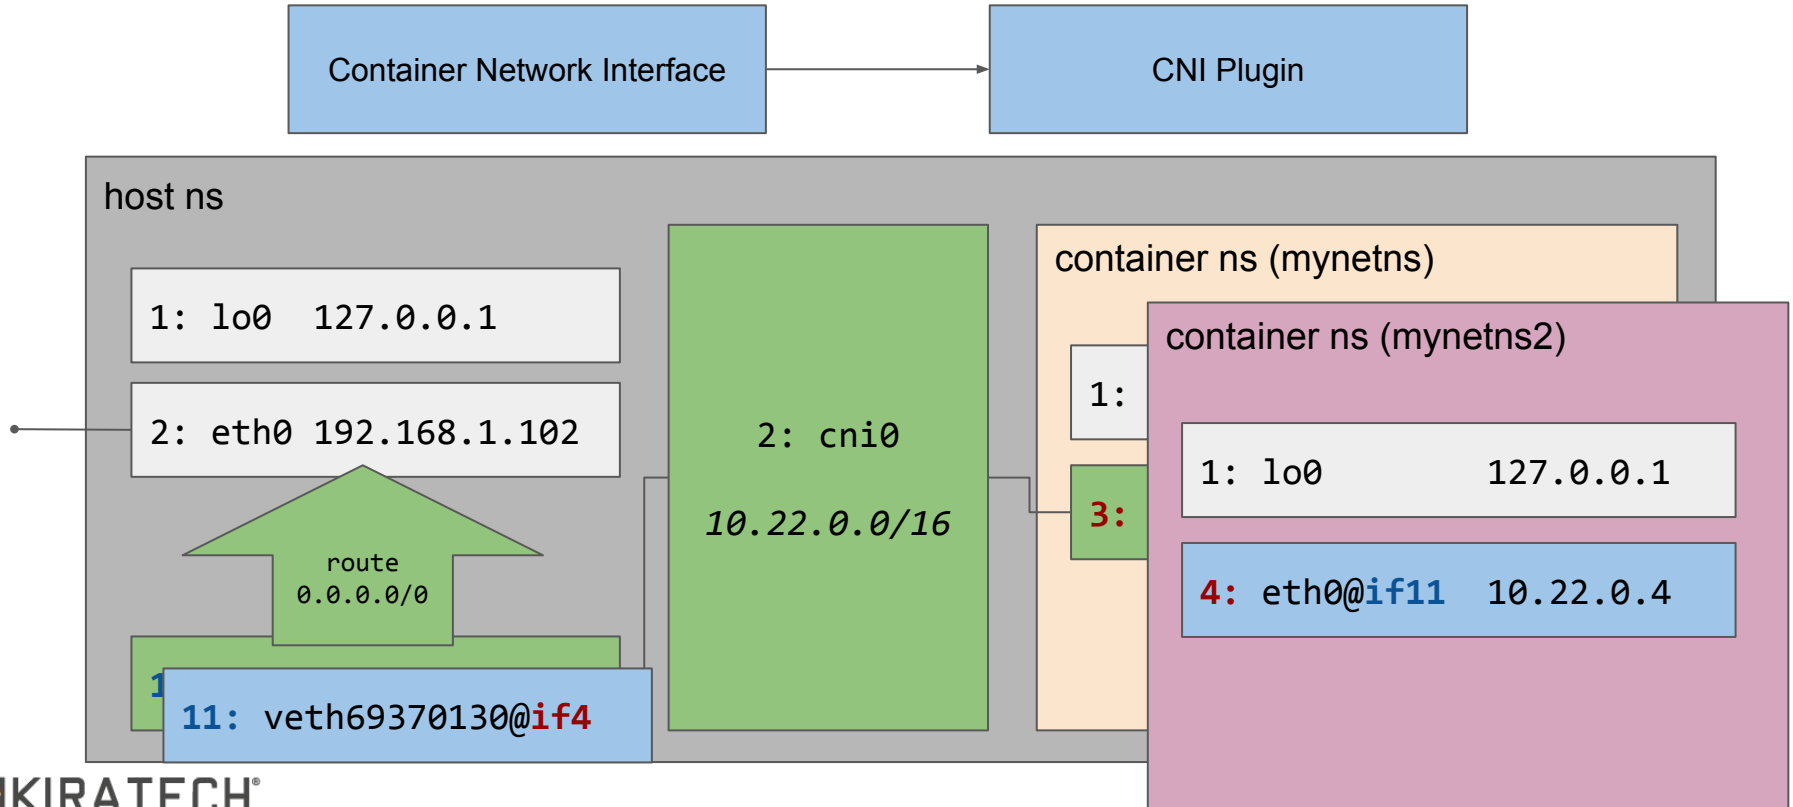 Container Network Interface
CNI Plugin
host ns
1: lo0 127.0.0.1
2: eth0 192.168.1.102
route
0.0.0.0/0
1
11: veth69370130@if4
2: cni0
10.22.0.0/16
container ns (mynetns)
1:
3:
container ns (mynetns2)
1: lo0 127.0.0.1
4: eth0@if11 10.22.0.4
KIRATECH®